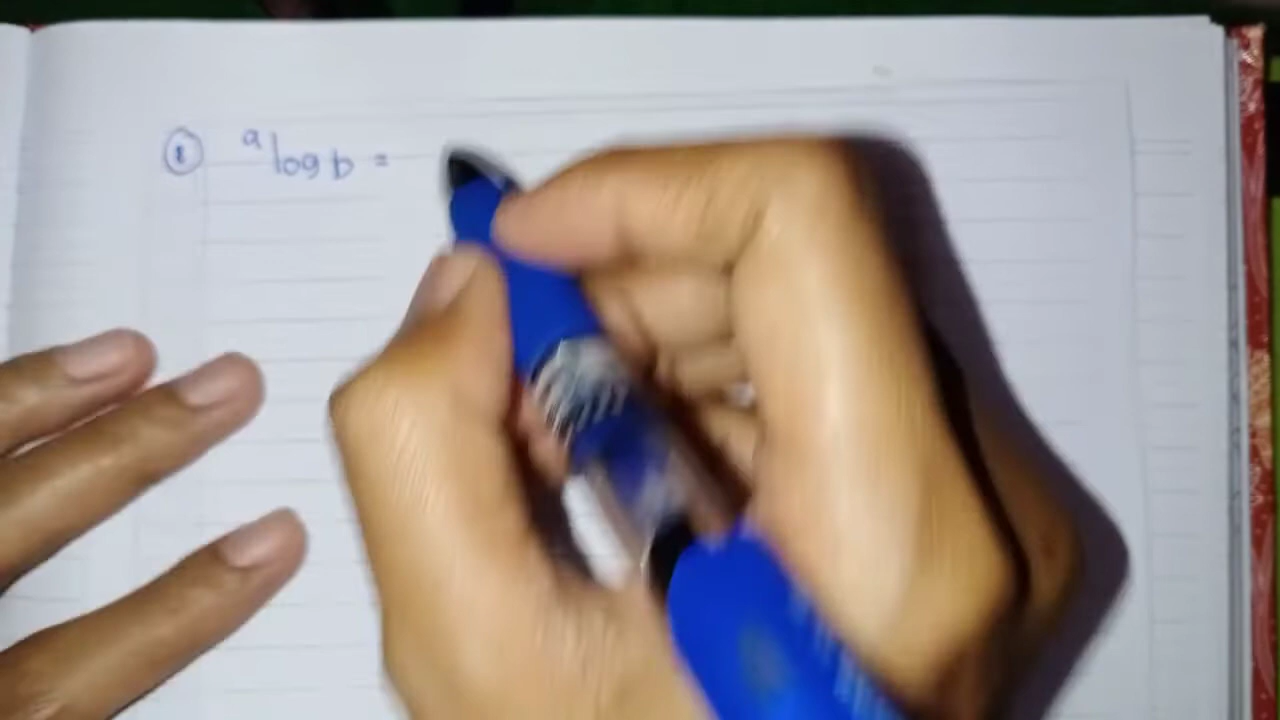 ① ᵃlog b =